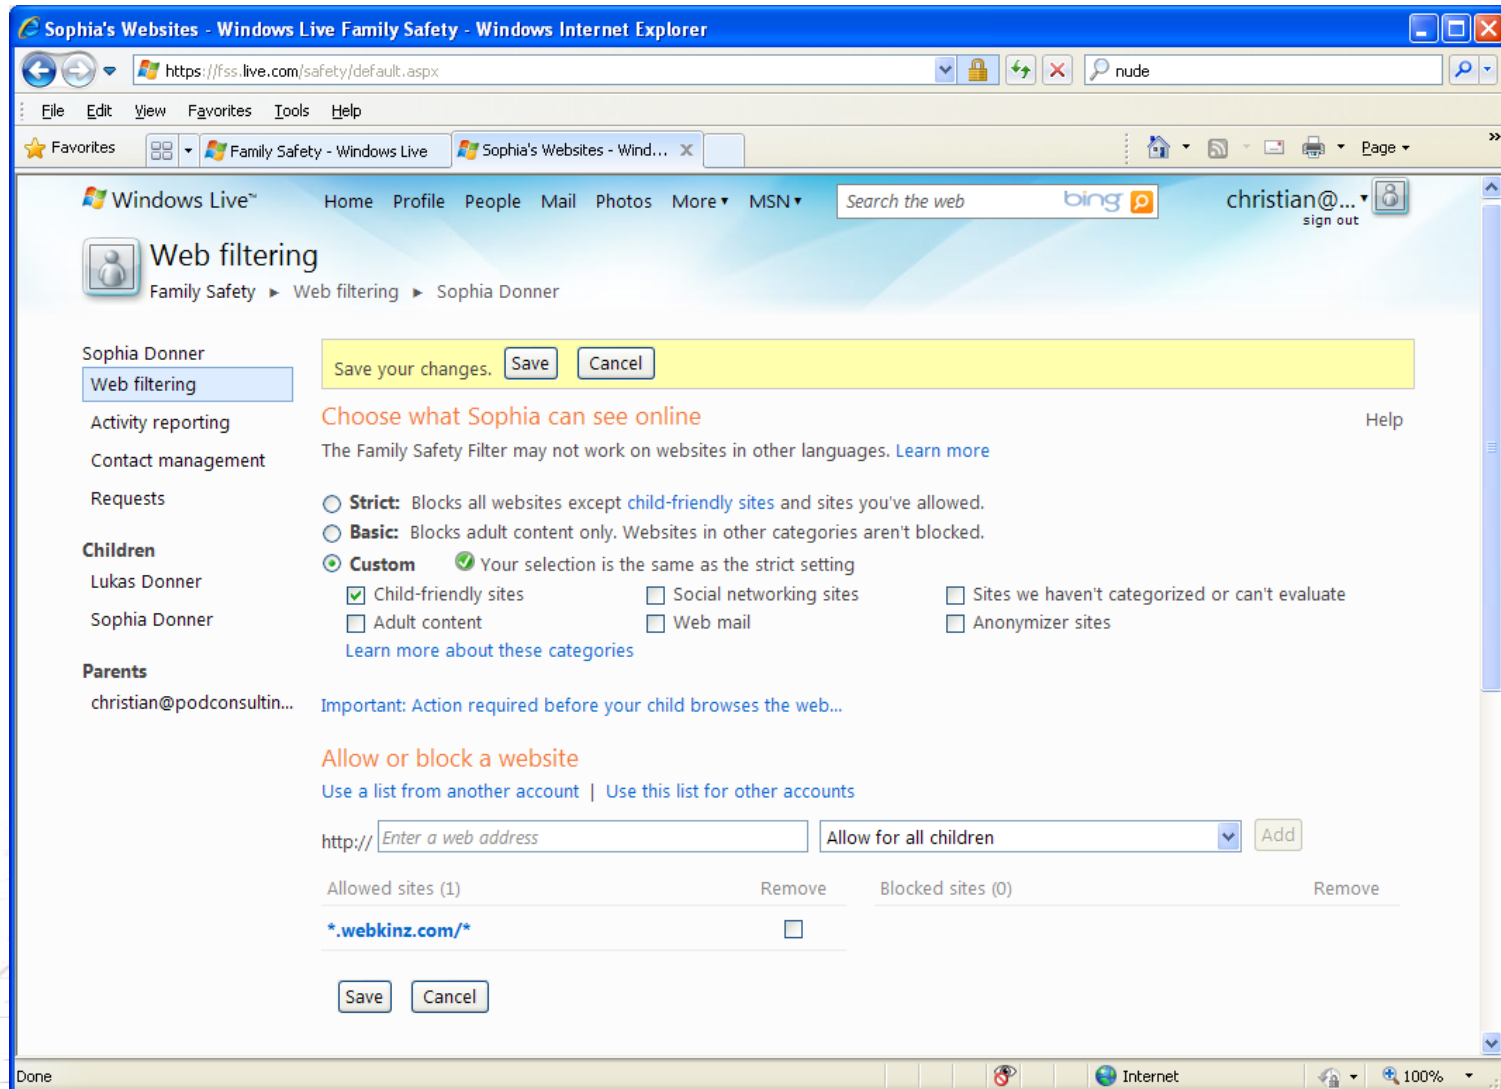 Sophia's Websites - Windows Live Family Safety - Windows Internet Explorer
https://fss.live.com/safety/default.aspx nude
File Edit View Favorites Tools Help
Favorites Family Safety - Windows Live Sophia's Websites - Wind... X Page »
Windows Live™ Home Profile People Mail Photos More MSN Search the web bing christian@...
sign out
Web filtering
Family Safety ► Web filtering ► Sophia Donner
Sophia Donner
Save your changes. Save Cancel
Web filtering
Choose what Sophia can see online Help
Activity reporting
The Family Safety Filter may not work on websites in other languages. Learn more
Contact management
Requests
Strict: Blocks all websites except child-friendly sites and sites you've allowed.
Basic: Blocks adult content only. Websites in other categories aren't blocked.
Children
Custom Your selection is the same as the strict setting
Lukas Donner
Child-friendly sites Social networking sites Sites we haven't categorized or can't evaluate
Sophia Donner
Adult content Web mail Anonymizer sites
Learn more about these categories
Parents
christian@podconsultin...
Important: Action required before your child browses the web...
Allow or block a website
Use a list from another account | Use this list for other accounts
http:// Enter a web address Allow for all children Add
Allowed sites (1) Remove Blocked sites (0) Remove
*.webkinz.com/*
Save Cancel
Done Internet 100%